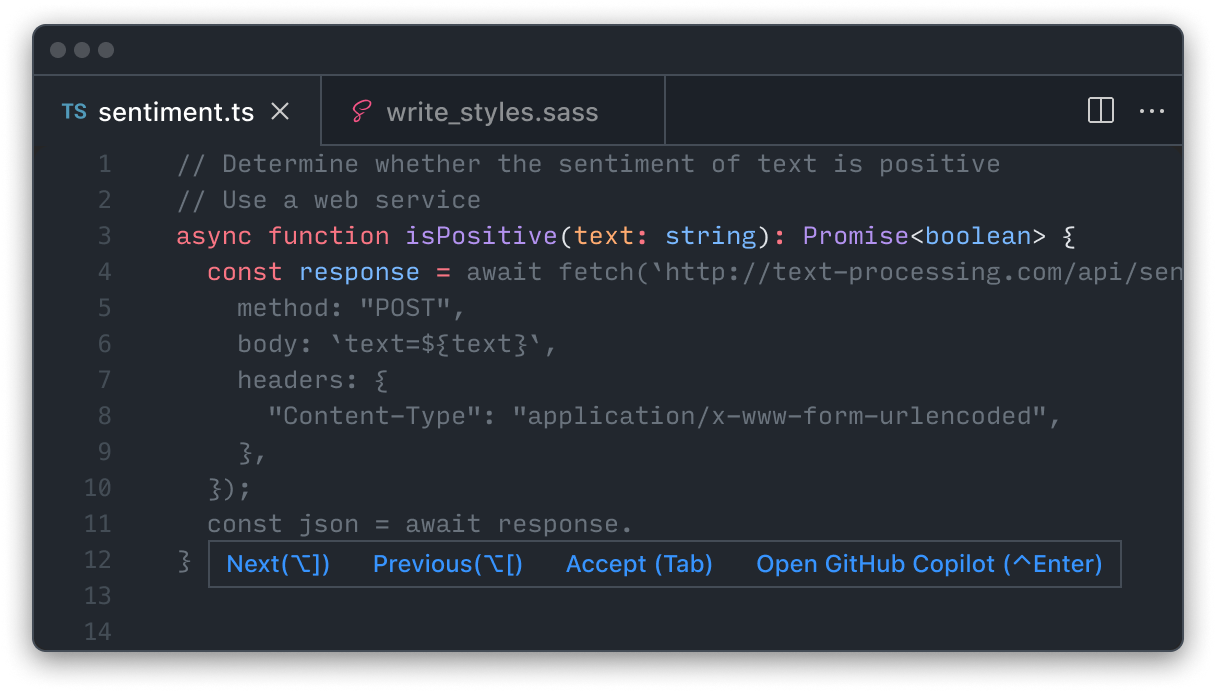 TS sentiment.ts × write_styles.sass ...
1 // Determine whether the sentiment of text is positive
2 // Use a web service
3 async function isPositive(text: string): Promise<boolean> {
4 const response = await fetch(`http://text-processing.com/api/sen
5 method: "POST",
6 body: `text=${text}`,
7 headers: {
8 "Content-Type": "application/x-www-form-urlencoded",
9 },
10 });
11 const json = await response.
12 } Next(⌥]) Previous(⌥[) Accept (Tab) Open GitHub Copilot (^Enter)
13
14